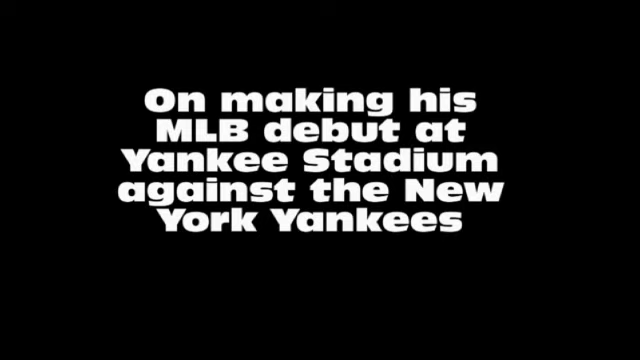 On making his
MLB debut at
Yankee Stadium
against the New
York Yankees